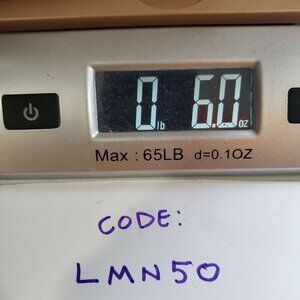 0 lb 6.0 oz
Max : 65LB d=0.1OZ
CODE:
LMN50